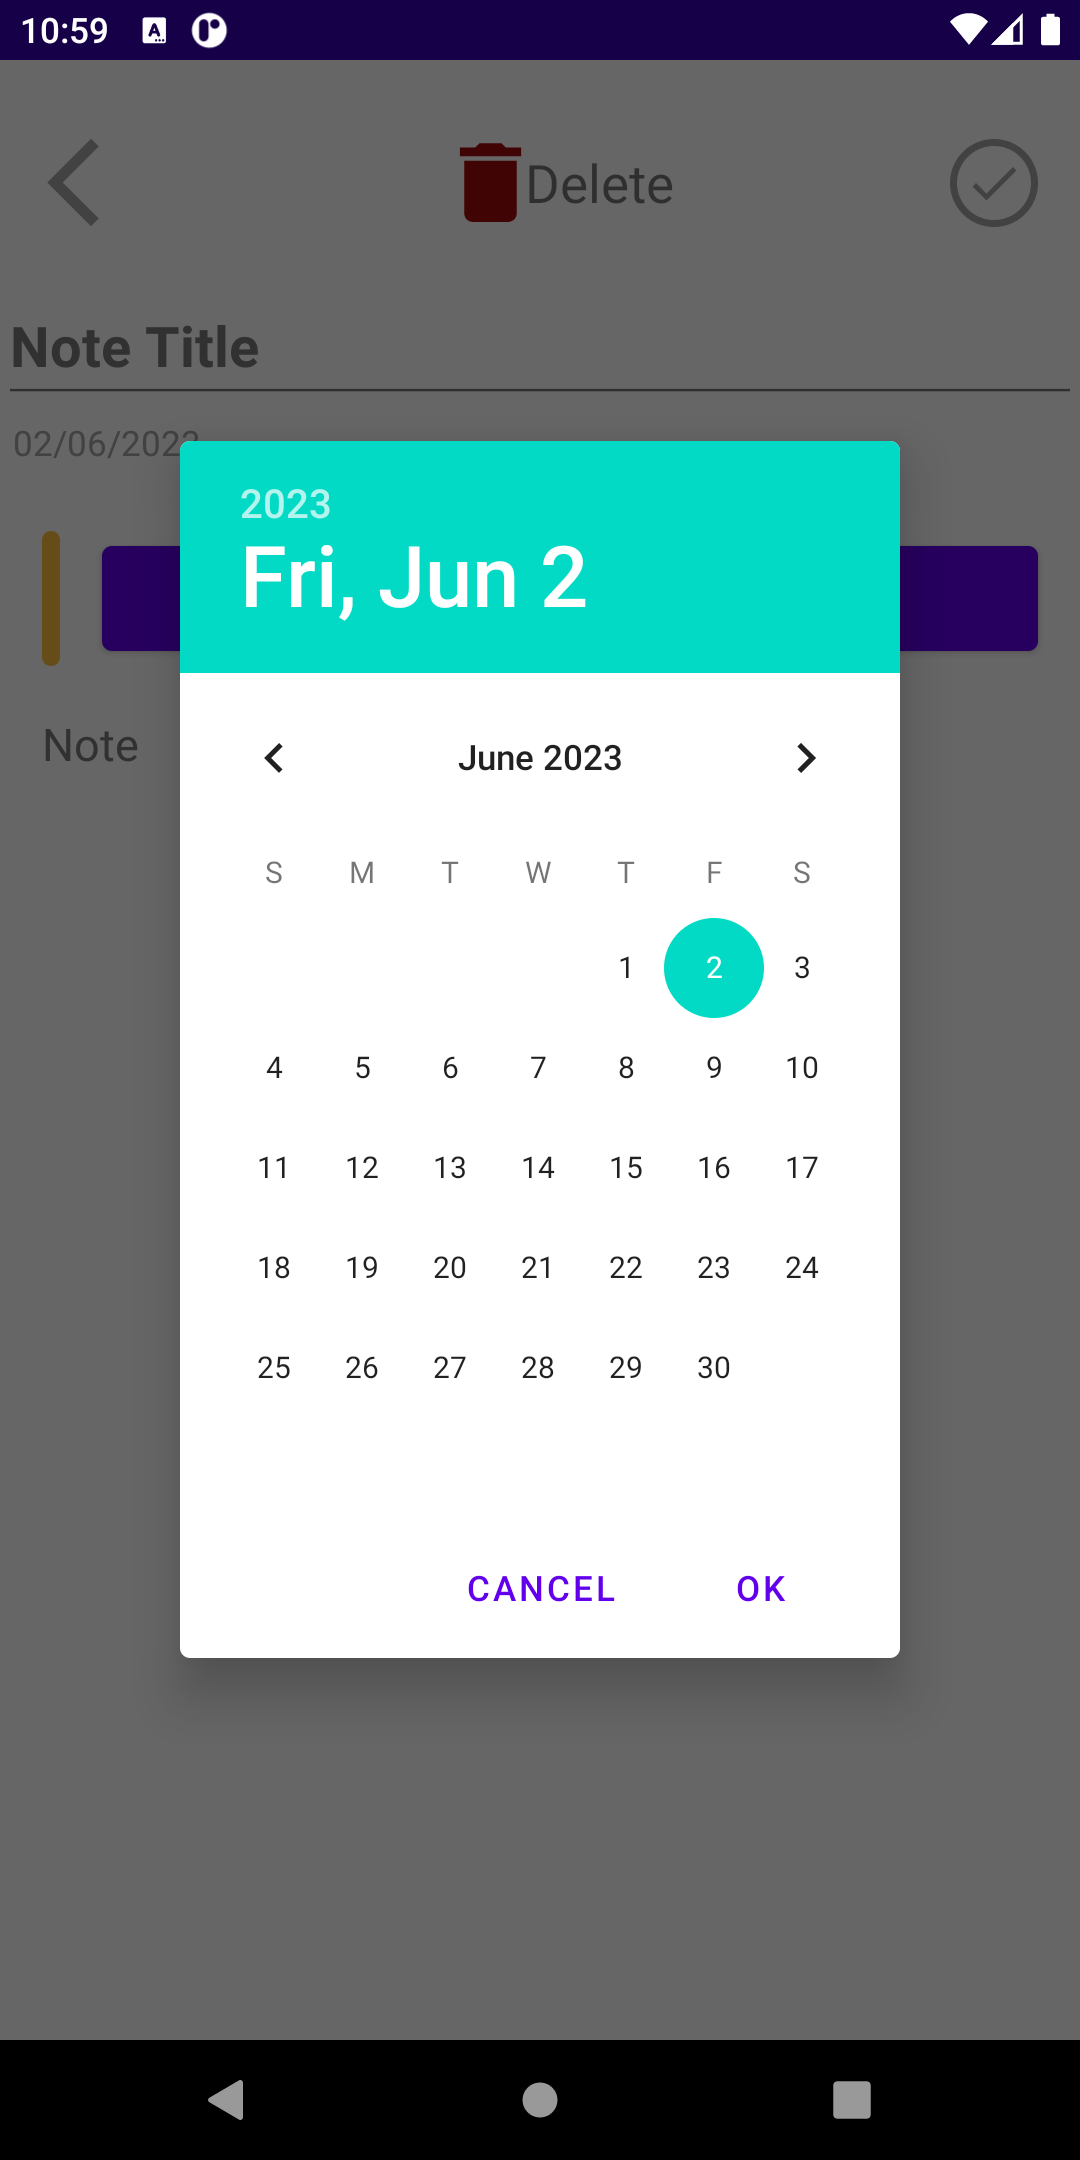 10:59
Delete
Note Title
02/06/202
2023
Fri, Jun 2
Note
June 2023
S M T W T F S
1 2 3
4 5 6 7 8 9 10
11 12 13 14 15 16 17
18 19 20 21 22 23 24
25 26 27 28 29 30
CANCEL OK